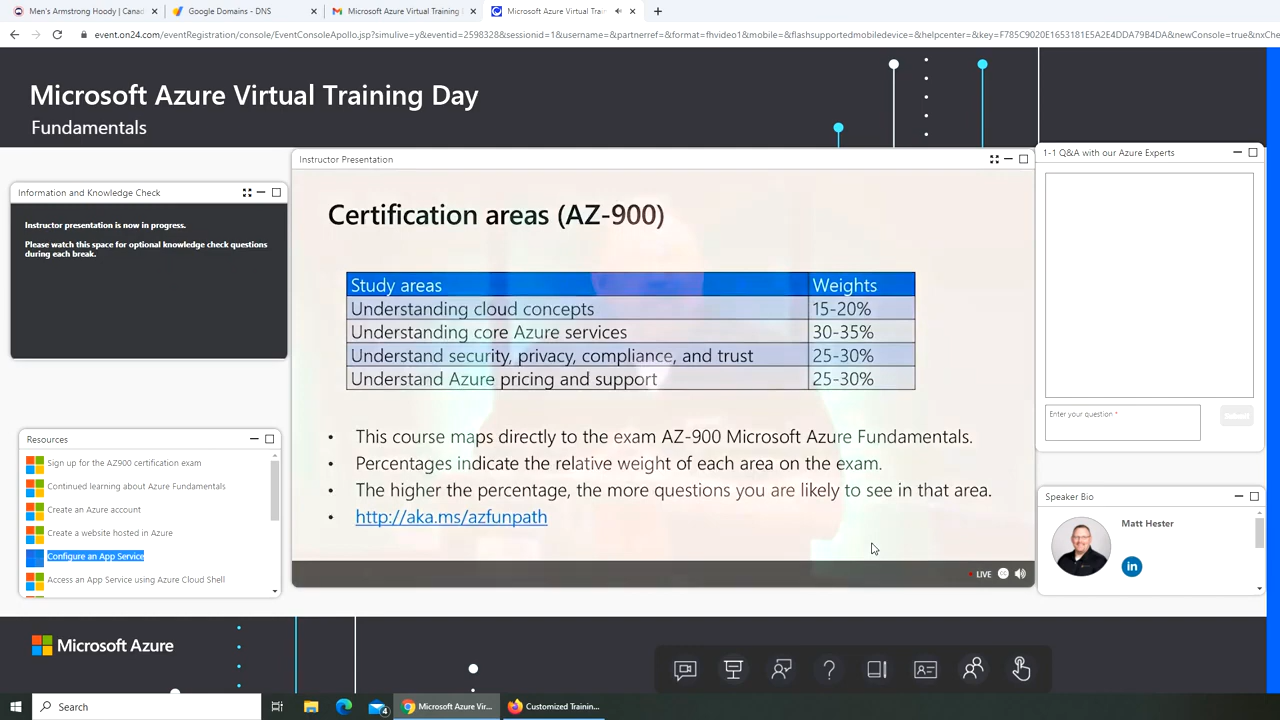 Men's Armstrong Hoody | Canad
Google Domains - DNS
Microsoft Azure Virtual Training
Microsoft Azure Virtual Train
event.on24.com/eventRegistration/console/EventConsoleApollo.jsp?simulive=y&eventid=2598328&sessionid=1&username=&partnerref=&format=fhvideo1&mobile=&flashsupportedmobiledevice=&helpcenter=&key=F785C9020E1653181E5A2E4DDA79B4DA&newConsole=true&nxChe
Microsoft Azure Virtual Training Day
Fundamentals
Instructor Presentation
1-1 Q&A with our Azure Experts
Information and Knowledge Check
Instructor presentation is now in progress.
Please watch this space for optional knowledge check questions
during each break.
Certification areas (AZ-900)
Study areas Weights
Understanding cloud concepts 15-20%
Understanding core Azure services 30-35%
Understand security, privacy, compliance, and trust 25-30%
Understand Azure pricing and support 25-30%
• This course maps directly to the exam AZ-900 Microsoft Azure Fundamentals.
• Percentages indicate the relative weight of each area on the exam.
• The higher the percentage, the more questions you are likely to see in that area.
• http://aka.ms/azfunpath
LIVE
CC
Enter your question *
Submit
Resources
Sign up for the AZ900 certification exam
Continued learning about Azure Fundamentals
Create an Azure account
Create a website hosted in Azure
Configure an App Service
Access an App Service using Azure Cloud Shell
Speaker Bio
Matt Hester
in
Microsoft Azure
Search
4
Microsoft Azure Vir...
Customized Trainin...